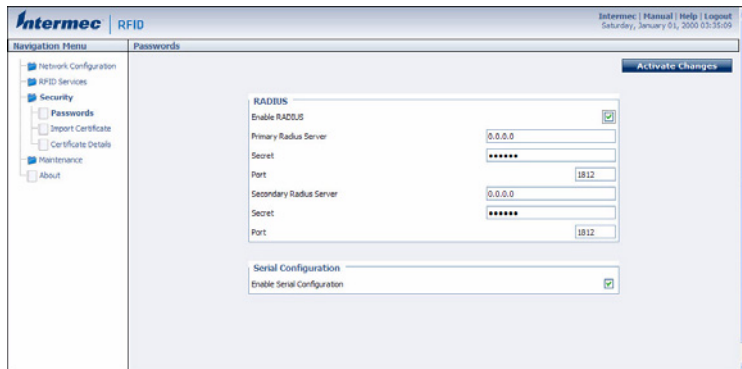 Intermec RFID
Intermec | Manual | Help | Logout
Saturday, January 01, 2000 03:35:09
Navigation Menu
Passwords
Network Configuration
RFID Services
Security
Passwords
Import Certificate
Certificate Details
Maintenance
About
Activate Changes
RADIUS
Enable RADIUS
Primary Radius Server 0.0.0.0
Secret ••••••
Port 1812
Secondary Radius Server 0.0.0.0
Secret ••••••
Port 1812
Serial Configuration
Enable Serial Configuration